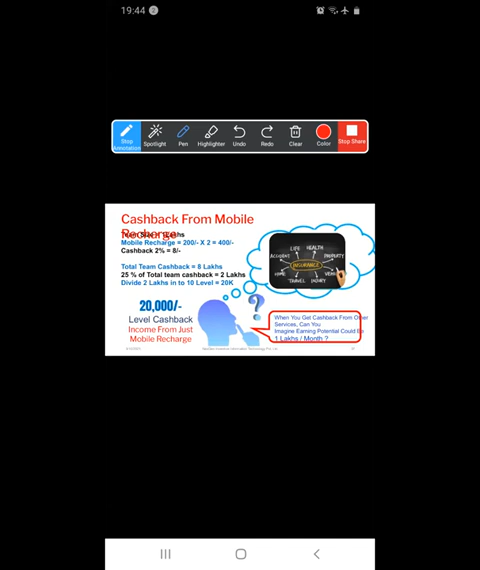 19:44
Stop Annotation
Spotlight
Pen
Highlighter
Undo
Redo
Clear
Color
Stop Share
Cashback From Mobile
Recharge
Mobile Recharge = 200/- X 2 = 400/-
Cashback 2% = 8/-
Total Team Cashback = 8 Lakhs
25 % of Total team cashback = 2 Lakhs
Divide 2 Lakhs in to 10 Level = 20K
20,000/-
Level Cashback
Income From Just
Mobile Recharge
LIFE
HEALTH
ACCIDENT
PROPERTY
INSURANCE
HOME
TRAVEL
INJURY
?
When You Get Cashback From Other
Services, Can You
Imagine Earning Potential Could Be
1 Lakhs / Month ?